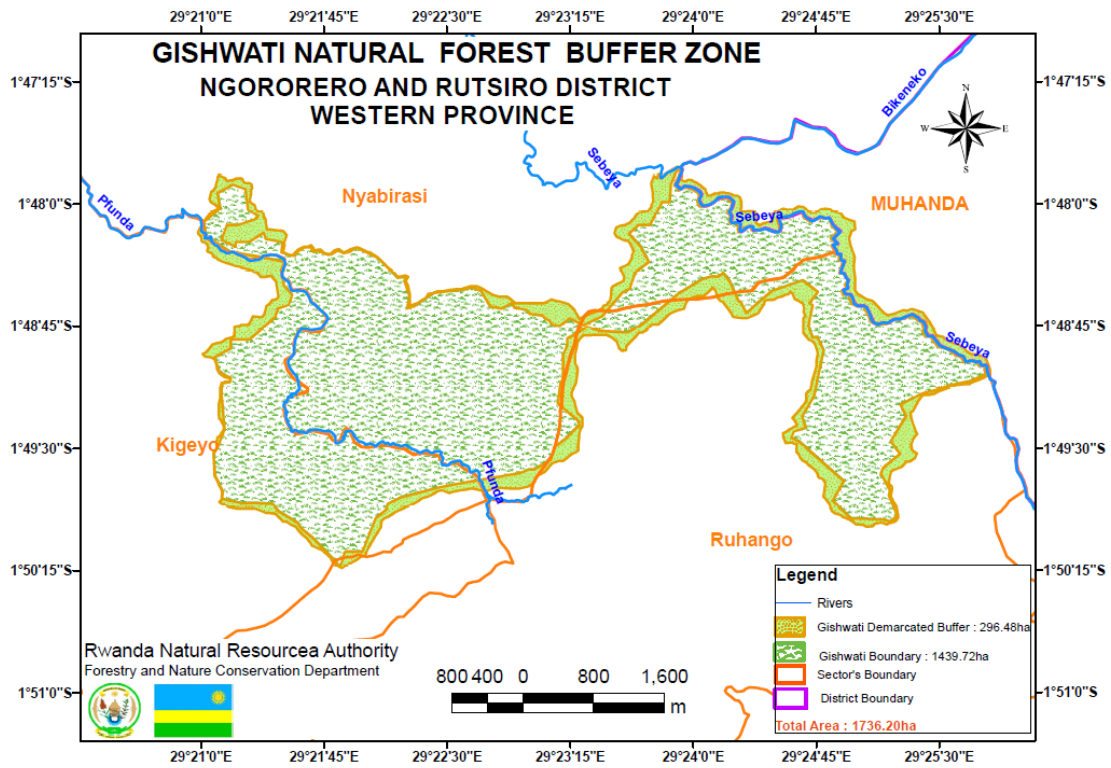 29°21'0"E 29°21'45"E 29°22'30"E 29°23'15"E 29°24'0"E 29°24'45"E 29°25'30"E
GISHWATI NATURAL FOREST BUFFER ZONE
NGORORERO AND RUTSIRO DISTRICT
WESTERN PROVINCE
1°47'15"S
1°47'15"S
Bikeneko
N
W
E
S
Sebeya
Nyabirasi
1°48'0"S
Pfunda
Sebeya
MUHANDA
1°48'0"S
1°48'45"S
1°48'45"S
Sebeya
Kigeyo
1°49'30"S
1°49'30"S
Pfunda
Ruhango
1°50'15"S
1°50'15"S
Legend
Rivers
Gishwati Demarcated Buffer : 296.48ha
Gishwati Boundary : 1439.72ha
Sector's Boundary
District Boundary
Total Area : 1736.20ha
Rwanda Natural Resourcea Authority
Forestry and Nature Conservation Department
1°51'0"S
1°51'0"S
800 400 0 800 1,600
m
29°21'0"E 29°21'45"E 29°22'30"E 29°23'15"E 29°24'0"E 29°24'45"E 29°25'30"E